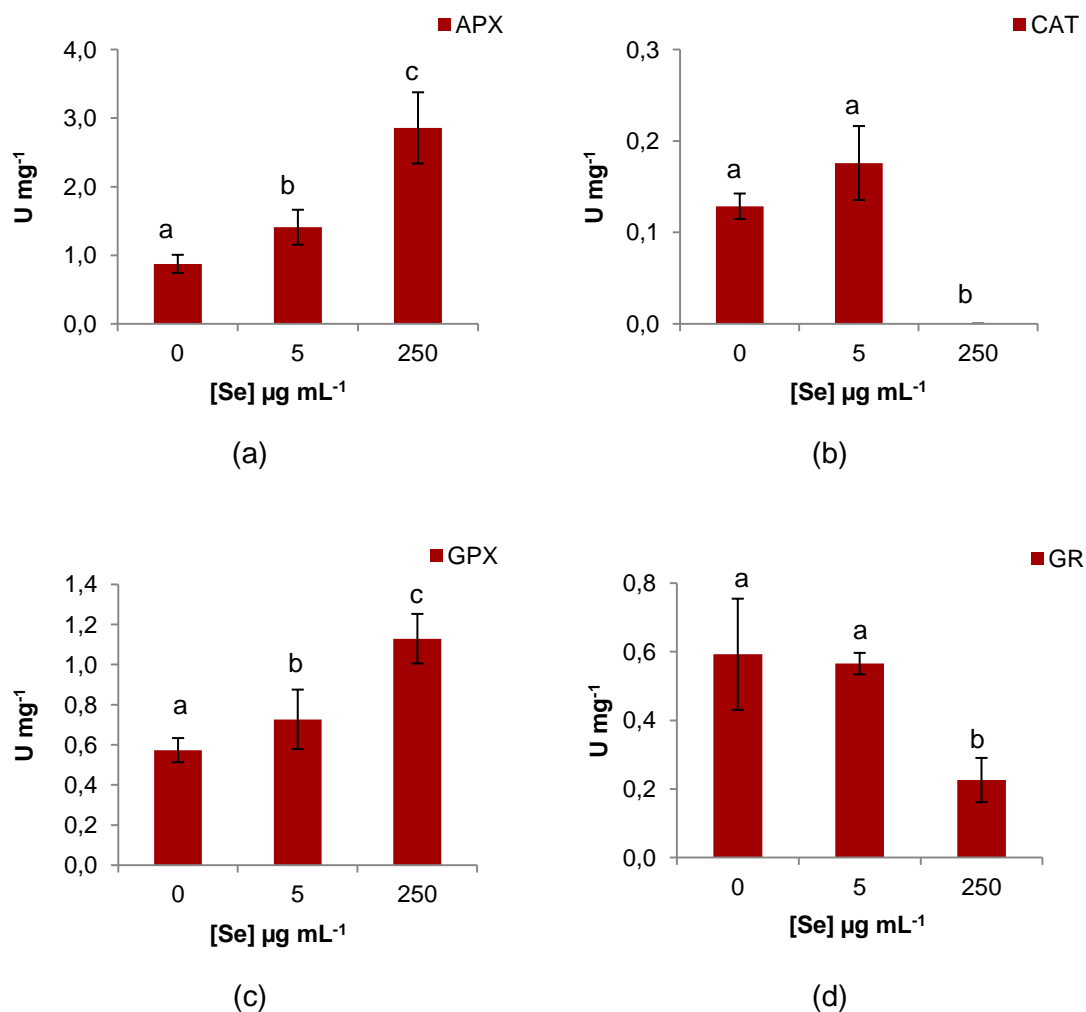 APX
4,0
3,0
2,0
1,0
0,0
U mg⁻¹
a
b
c
0 5 250
[Se] µg mL⁻¹
(a)
CAT
0,3
0,2
0,1
0,0
U mg⁻¹
a
a
b
0 5 250
[Se] µg mL⁻¹
(b)
GPX
1,4
1,2
1,0
0,8
0,6
0,4
0,2
0,0
U mg⁻¹
a
b
c
0 5 250
[Se] µg mL⁻¹
(c)
GR
0,8
0,6
0,4
0,2
0,0
U mg⁻¹
a
a
b
0 5 250
[Se] µg mL⁻¹
(d)